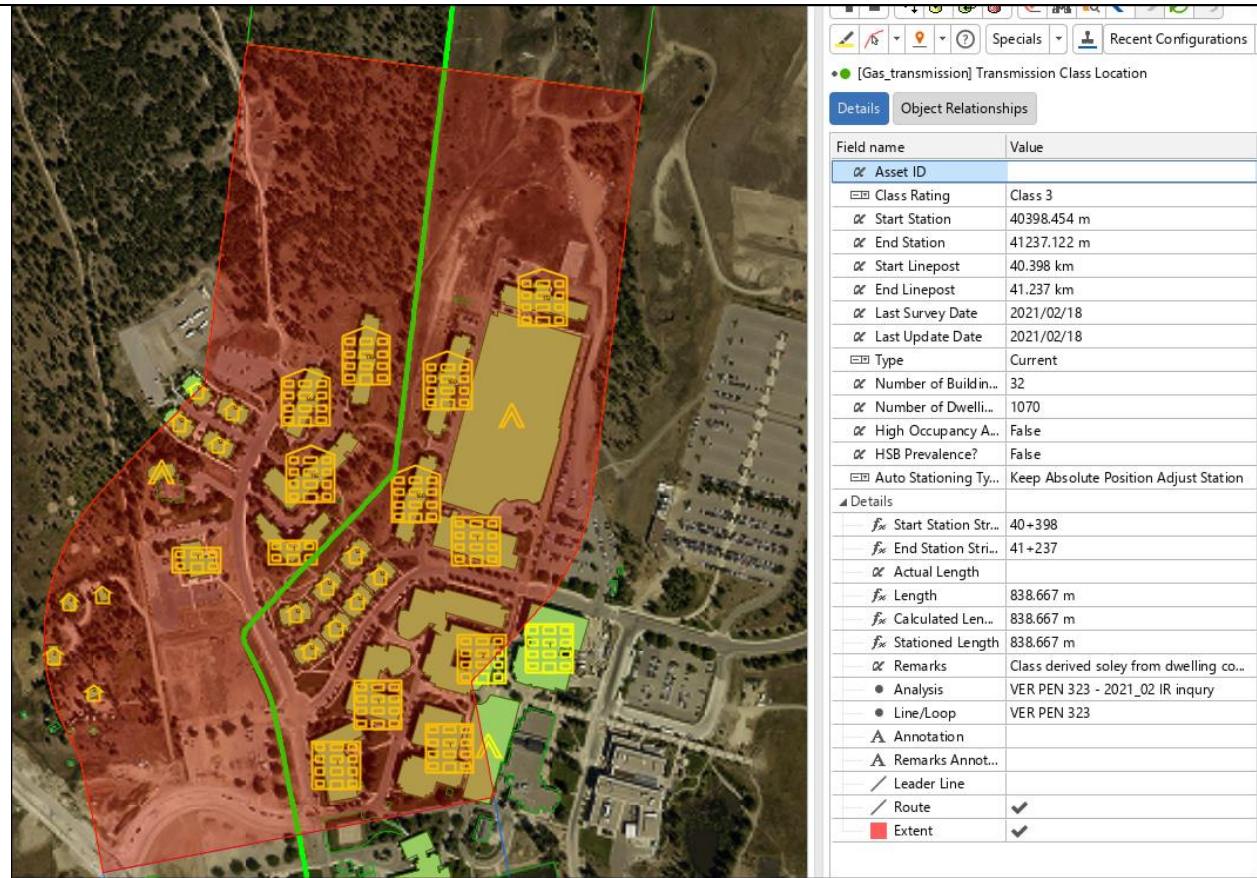 Specials
Recent Configurations
[Gas_transmission] Transmission Class Location
Details
Object Relationships
Field name Value
Asset ID
Class Rating Class 3
Start Station 40398.454 m
End Station 41237.122 m
Start Linepost 40.398 km
End Linepost 41.237 km
Last Survey Date 2021/02/18
Last Update Date 2021/02/18
Type Current
Number of Buildin... 32
Number of Dwelli... 1070
High Occupancy A... False
HSB Prevalence? False
Auto Stationing Ty... Keep Absolute Position Adjust Station
Details
Start Station Str... 40+398
End Station Stri... 41+237
Actual Length
Length 838.667 m
Calculated Len... 838.667 m
Stationed Length 838.667 m
Remarks Class derived soley from dwelling co...
Analysis VER PEN 323 - 2021_02 IR inqury
Line/Loop VER PEN 323
Annotation
Remarks Annot...
Leader Line
Route
Extent